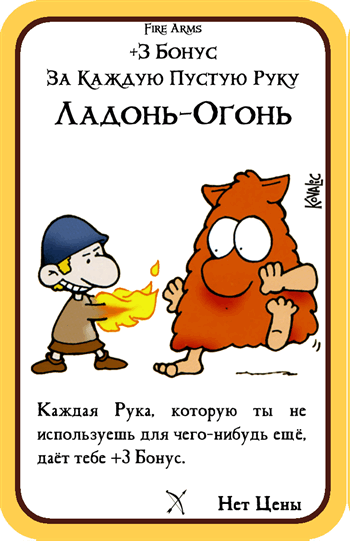 Fire Arms
+3 Бонус
За Каждую Пустую Руку
Ладонь-Огонь
Kovalic
Каждая Рука, которую ты не
используешь для чего-нибудь ещё,
даёт тебе +3 Бонус.
Нет Цены